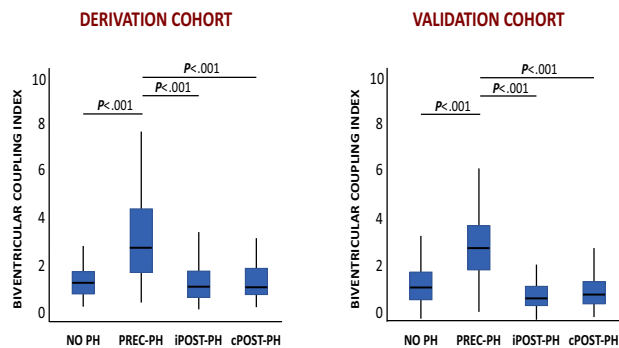 DERIVATION COHORT
BIVENTRICULAR COUPLING INDEX
10
8
6
4
2
0
P<.001
P<.001
P<.001
NO PH PREC-PH iPOST-PH cPOST-PH
VALIDATION COHORT
BIVENTRICULAR COUPLING INDEX
10
8
6
4
2
0
P<.001
P<.001
P<.001
NO PH PREC-PH iPOST-PH cPOST-PH